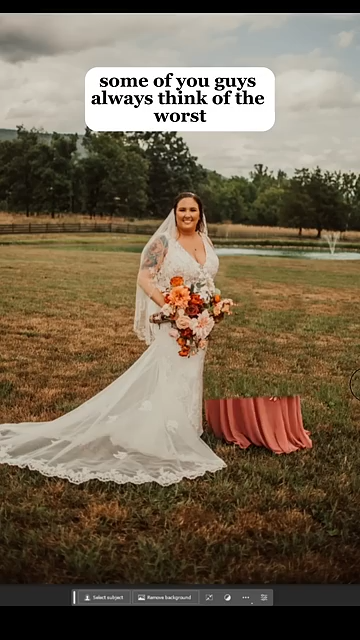 some of you guys
always think of the
worst
Select subject
Remove background